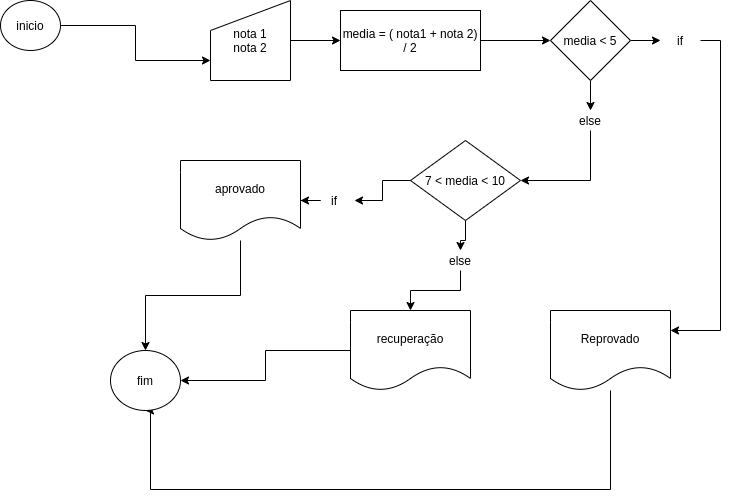 inicio
nota 1
nota 2
media = ( nota1 + nota 2)
/ 2
media < 5
if
else
7 < media < 10
if
aprovado
else
recuperação
Reprovado
fim